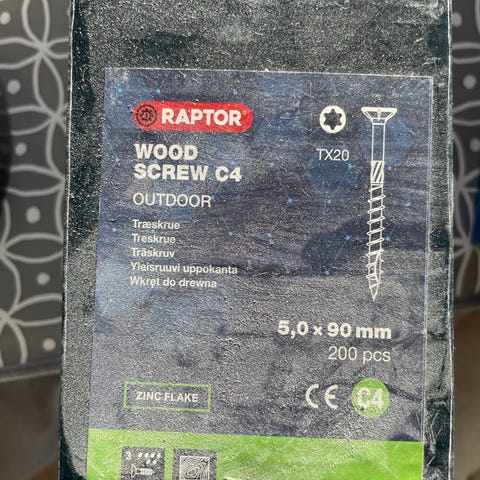 RAPTOR
WOOD
SCREW C4
OUTDOOR
TX20
Træskrue
Treskrue
Träskruv
Yleisruuvi uppokanta
Wkręt do drewna
5,0 x 90 mm
200 pcs
ZINC FLAKE
CE C4
3